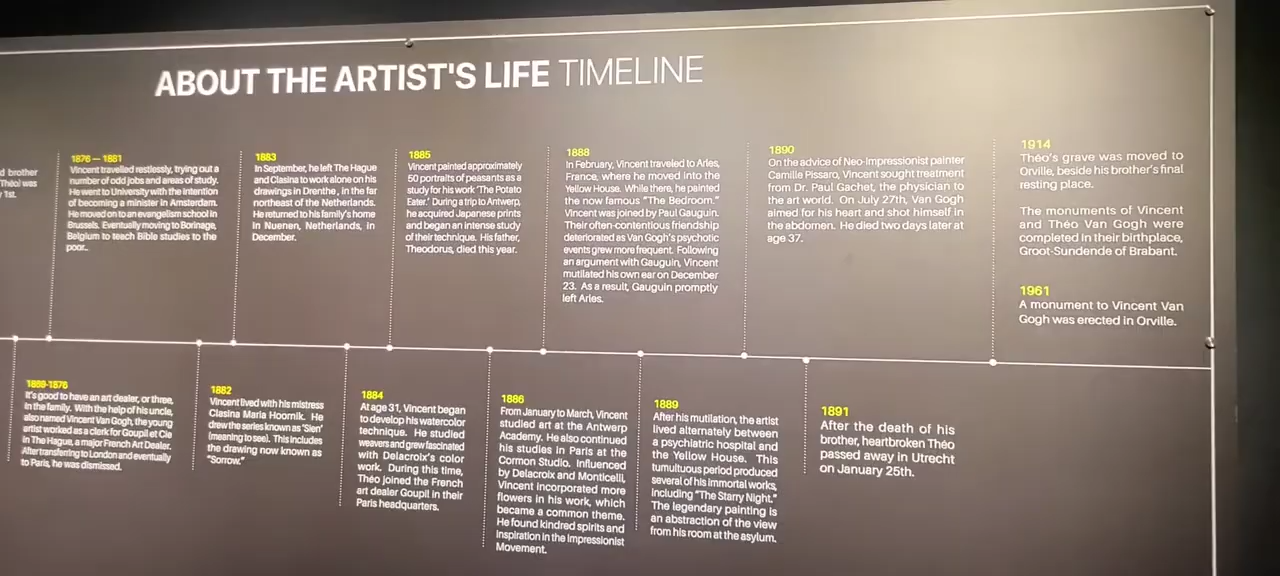 ABOUT THE ARTIST'S LIFE TIMELINE
d brother
Théo) was
1st.
1876 — 1881
Vincent travelled restlessly, trying out a
number of odd jobs and areas of study.
He went to University with the intention
of becoming a minister in Amsterdam.
He moved on to an evangelism school in
Brussels. Eventually moving to Borinage,
Belgium to teach Bible studies to the
poor..
1883
In September, he left The Hague
and Clasina to work alone on his
drawings in Drenthe, in the far
northeast of the Netherlands.
He returned to his family's home
in Nuenen, Netherlands, in
December.
1885
Vincent painted approximately
50 portraits of peasants as a
study for his work 'The Potato
Eater.' During a trip to Antwerp,
he acquired Japanese prints
and began an intense study
of their technique. His father,
Theodorus, died this year.
1888
In February, Vincent traveled to Arles,
France, where he moved into the
Yellow House. While there, he painted
the now famous "The Bedroom."
Vincent was joined by Paul Gauguin.
Their often-contentious friendship
deteriorated as Van Gogh's psychotic
events grew more frequent. Following
an argument with Gauguin, Vincent
mutilated his own ear on December
23. As a result, Gauguin promptly
left Arles.
1890
On the advice of Neo-Impressionist painter
Camille Pissaro, Vincent sought treatment
from Dr. Paul Gachet, the physician to
the art world. On July 27th, Van Gogh
aimed for his heart and shot himself in
the abdomen. He died two days later at
age 37.
1914
Théo's grave was moved to
Orville, beside his brother's final
resting place.
The monuments of Vincent
and Théo Van Gogh were
completed in their birthplace,
Groot-Sundende of Brabant.
1961
A monument to Vincent Van
Gogh was erected in Orville.
1869-1876
It's good to have an art dealer, or three,
in the family. With the help of his uncle,
also named Vincent Van Gogh, the young
artist worked as a clerk for Goupil et Cie
in The Hague, a major French Art Dealer.
After transferring to London and eventually
to Paris, he was dismissed.
1882
Vincent lived with his mistress
Clasina Maria Hoornik. He
drew the series known as 'Sien'
(meaning to see). This includes
the drawing now known as
"Sorrow."
1884
At age 31, Vincent began
to develop his watercolor
technique. He studied
weavers and grew fascinated
with Delacroix's color
work. During this time,
Théo joined the French
art dealer Goupil in their
Paris headquarters.
1886
From January to March, Vincent
studied art at the Antwerp
Academy. He also continued
his studies in Paris at the
Cormon Studio. Influenced
by Delacroix and Monticelli,
Vincent incorporated more
flowers in his work, which
became a common theme.
He found kindred spirits and
inspiration in the Impressionist
Movement.
1889
After his mutilation, the artist
lived alternately between
a psychiatric hospital and
the Yellow House. This
tumultuous period produced
several of his immortal works,
including "The Starry Night."
The legendary painting is
an abstraction of the view
from his room at the asylum.
1891
After the death of his
brother, heartbroken Théo
passed away in Utrecht
on January 25th.